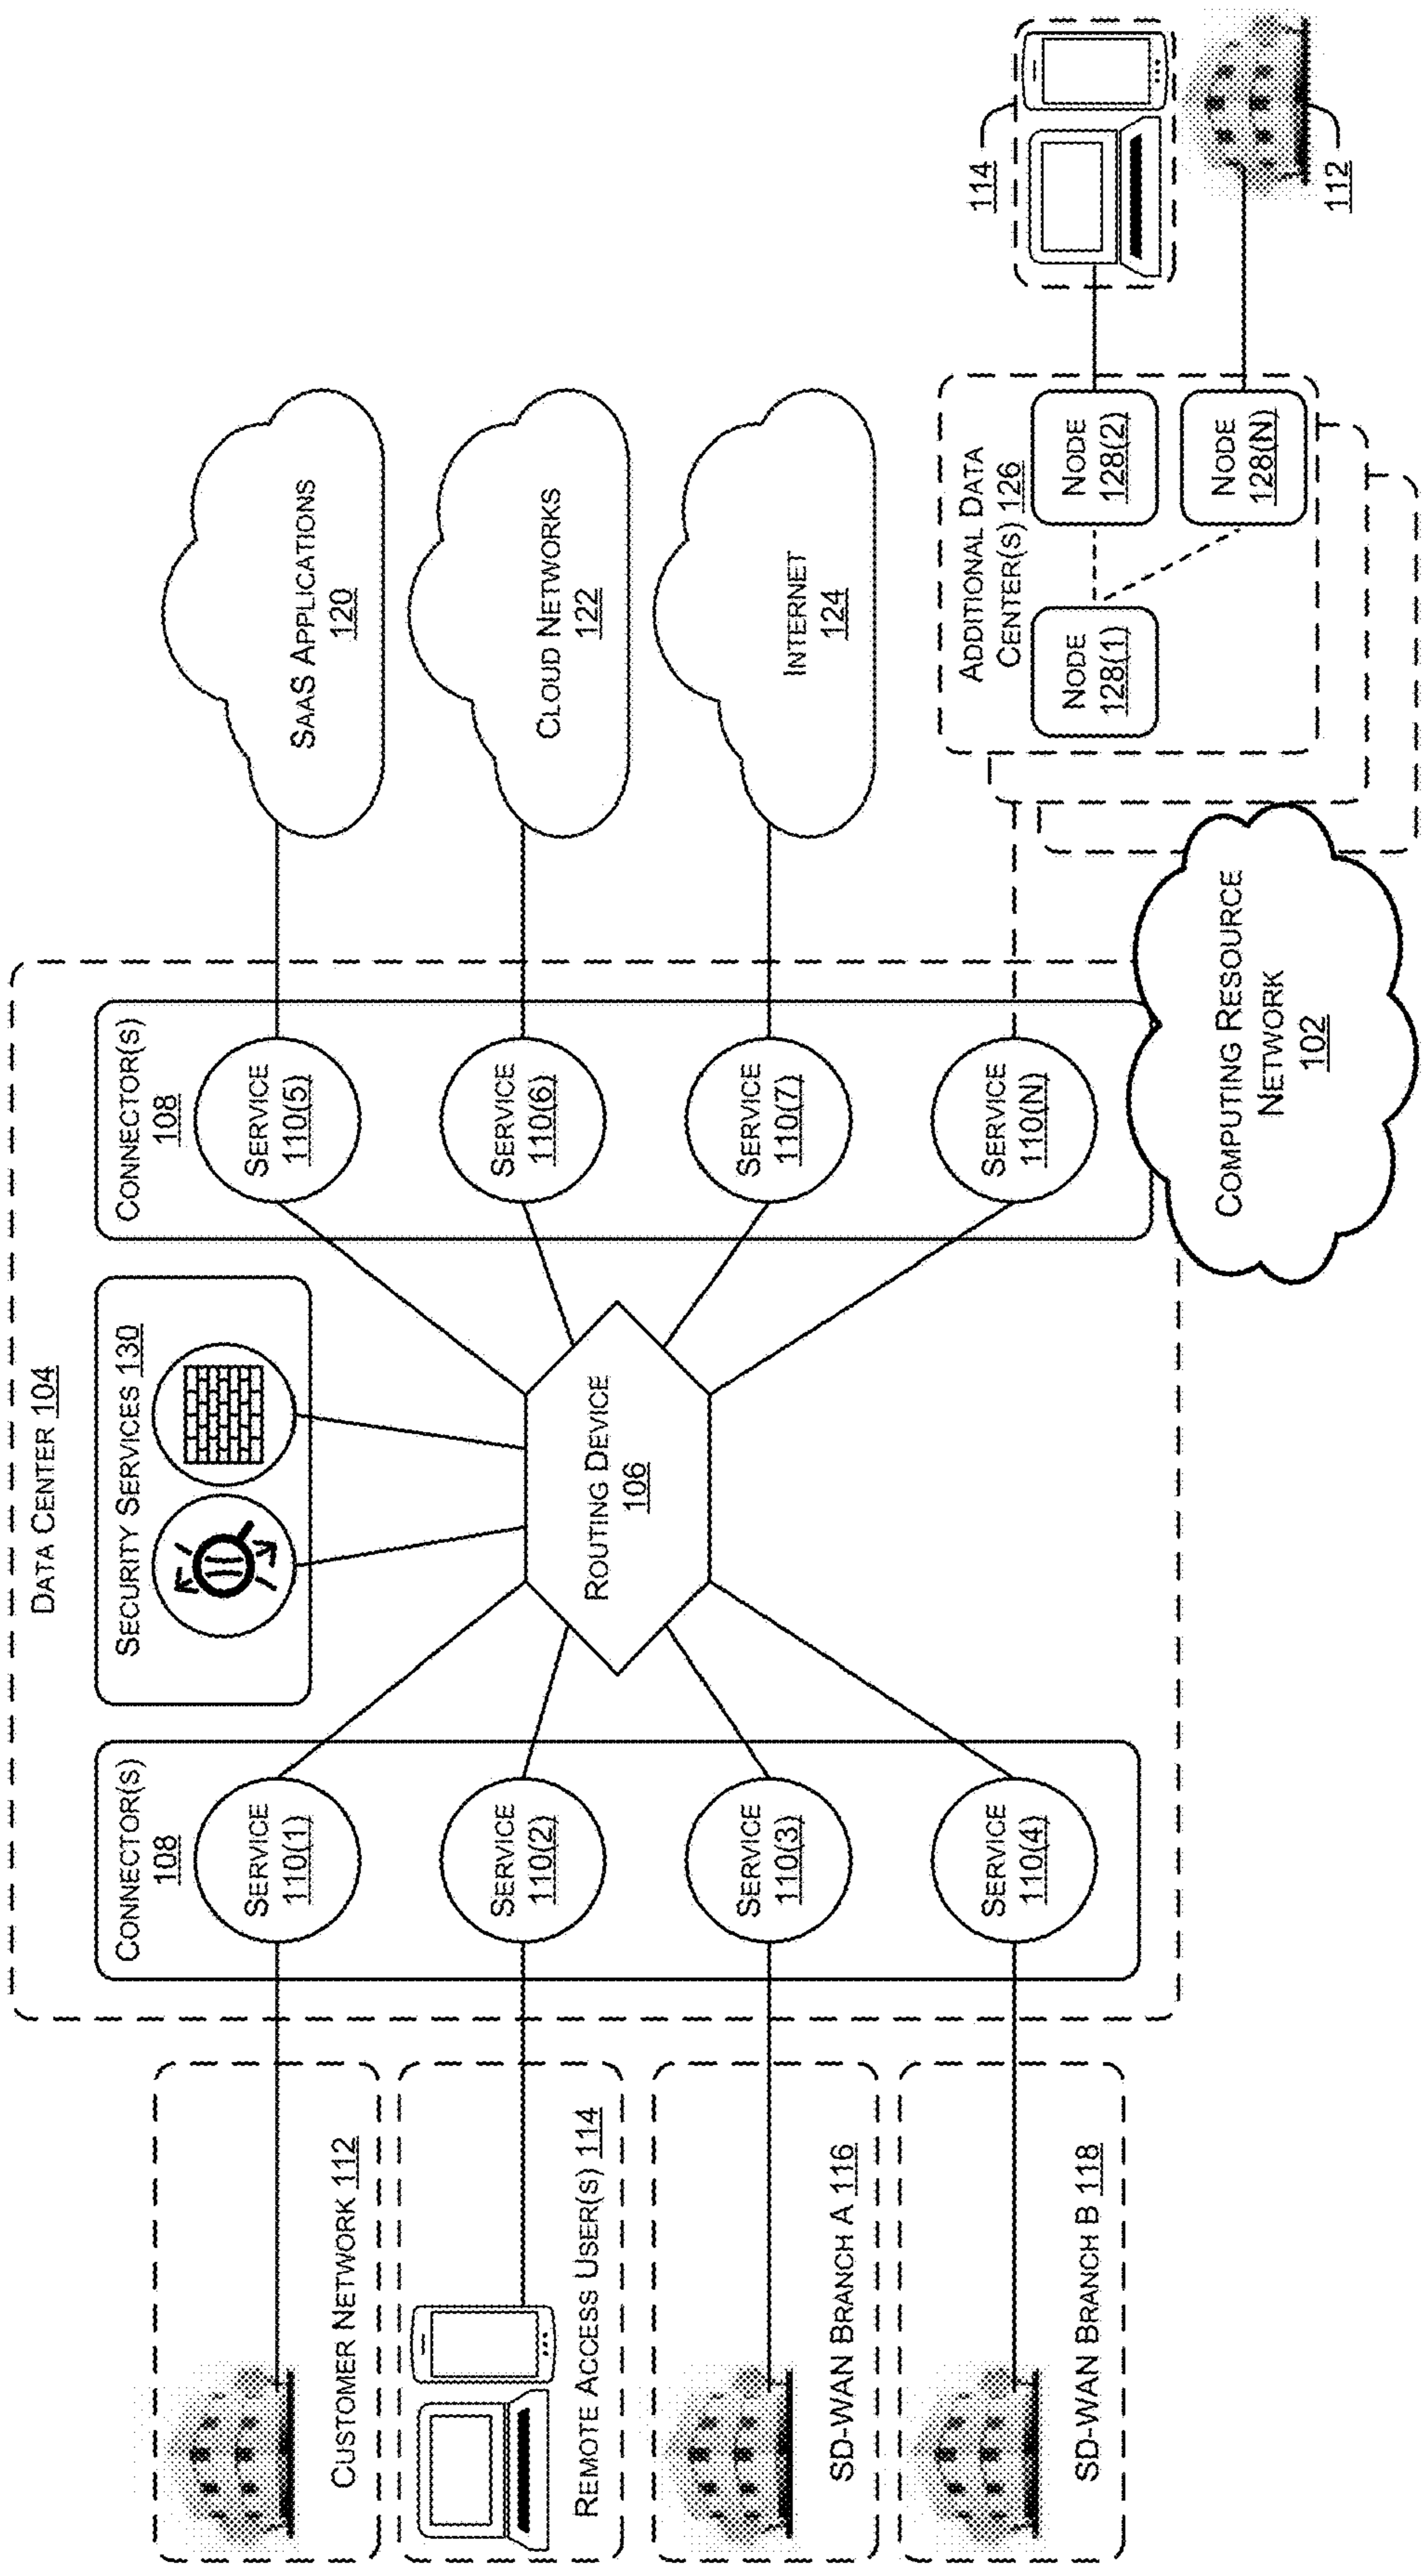 DATA CENTER 104
CONNECTOR(S)
108
SERVICE
110(1)
SERVICE
110(2)
SERVICE
110(3)
SERVICE
110(4)
SECURITY SERVICES 130
ROUTING DEVICE
106
CONNECTOR(S)
108
SERVICE
110(5)
SERVICE
110(6)
SERVICE
110(7)
SERVICE
110(N)
CUSTOMER NETWORK 112
REMOTE ACCESS USER(S) 114
SD-WAN BRANCH A 116
SD-WAN BRANCH B 118
SAAS APPLICATIONS
120
CLOUD NETWORKS
122
INTERNET
124
ADDITIONAL DATA
CENTER(S) 126
NODE
128(1)
NODE
128(2)
NODE
128(N)
114
112
COMPUTING RESOURCE
NETWORK
102